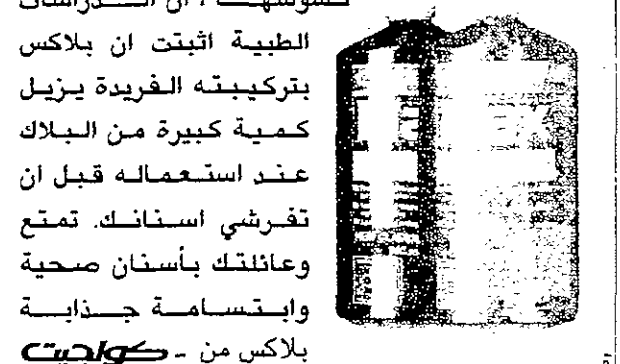 الطبية اثبتت ان بلاكس
بتركيبته الفريدة يزيل
كمية كبيرة من البلاك
عند استعماله قبل ان
تفرشي اسنانك. تمتع
وعائلتك بأسنان صحية
وابتسامة جذابة
بلاكس من - كولجيت